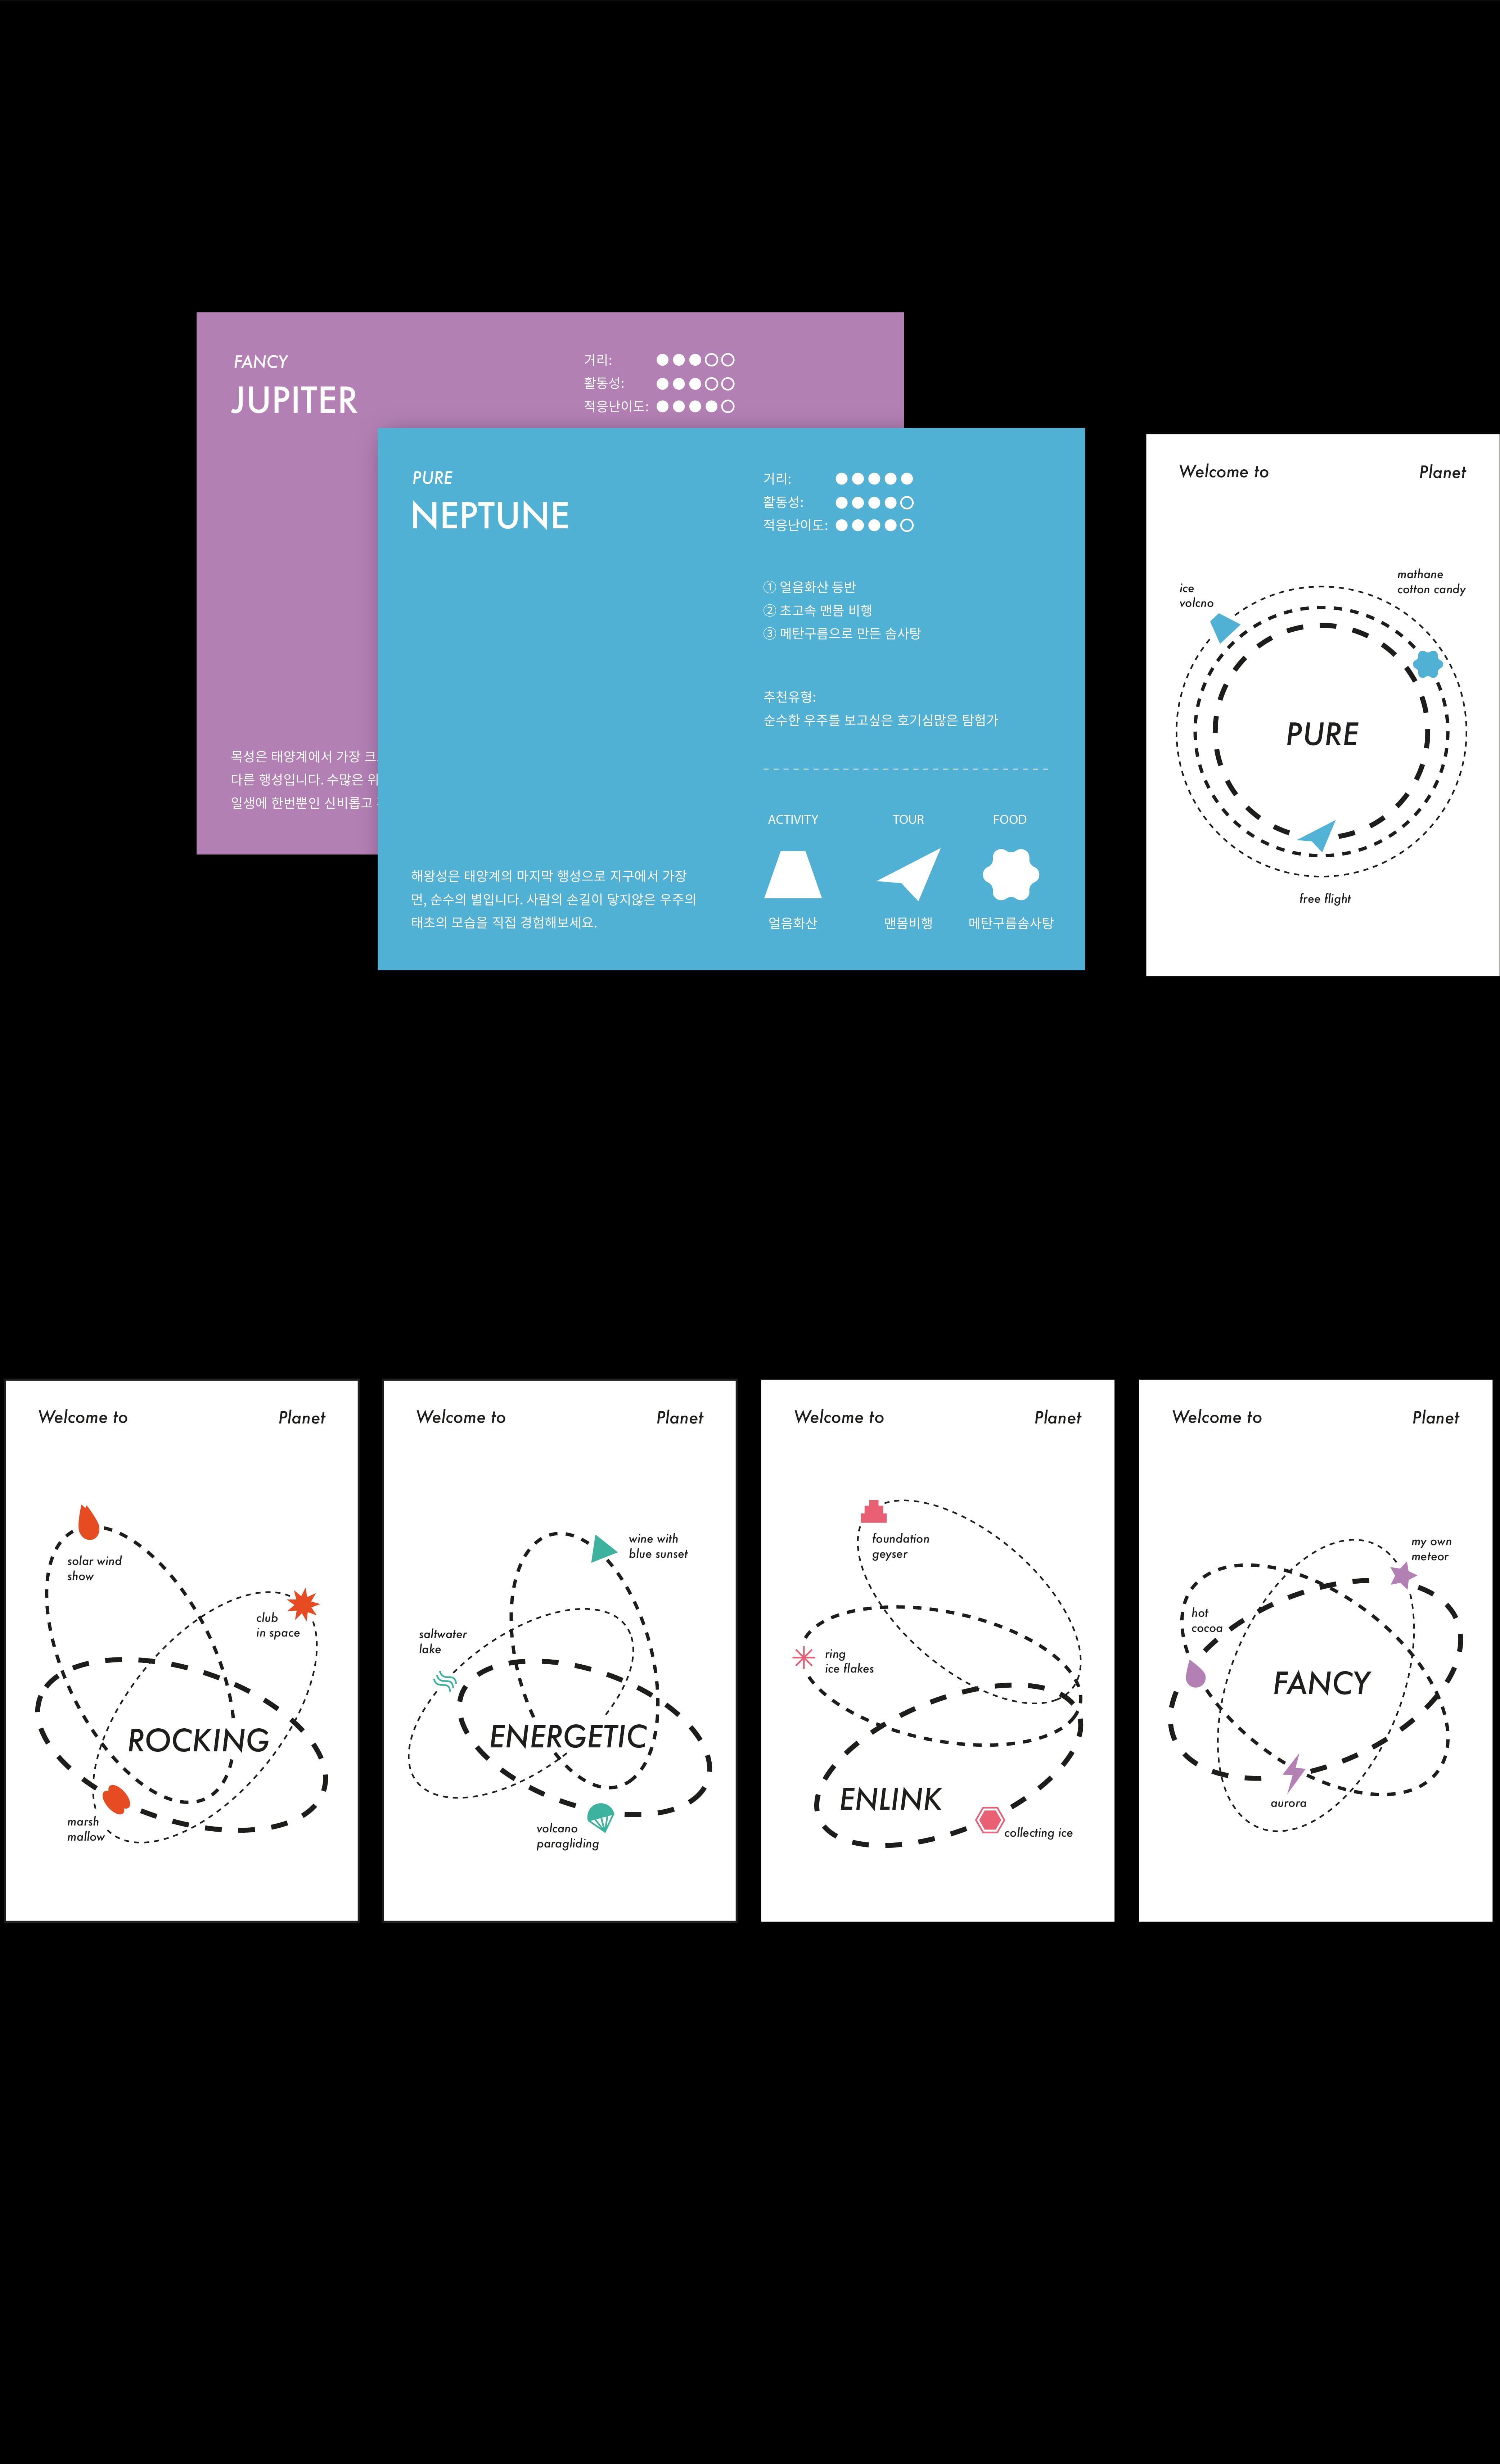 FANCY
JUPITER
거리:
활동성:
적응난이도:
목성은 태양계에서 가장 크
다른 행성입니다. 수많은 위
일생에 한번뿐인 신비롭고
PURE
NEPTUNE
거리:
활동성:
적응난이도:
① 얼음화산 등반
② 초고속 맨몸 비행
③ 메탄구름으로 만든 솜사탕
추천유형:
순수한 우주를 보고싶은 호기심많은 탐험가
ACTIVITY
TOUR
FOOD
얼음화산
맨몸비행
메탄구름솜사탕
해왕성은 태양계의 마지막 행성으로 지구에서 가장
먼, 순수의 별입니다. 사람의 손길이 닿지않은 우주의
태초의 모습을 직접 경험해보세요.
Welcome to
Planet
mathane
cotton candy
ice
volcno
PURE
free flight
Welcome to
Planet
solar wind
show
club
in space
ROCKING
marsh
mallow
Welcome to
Planet
wine with
blue sunset
saltwater
lake
ENERGETIC
volcano
paragliding
Welcome to
Planet
foundation
geyser
ring
ice flakes
ENLINK
collecting ice
Welcome to
Planet
my own
meteor
hot
cocoa
FANCY
aurora